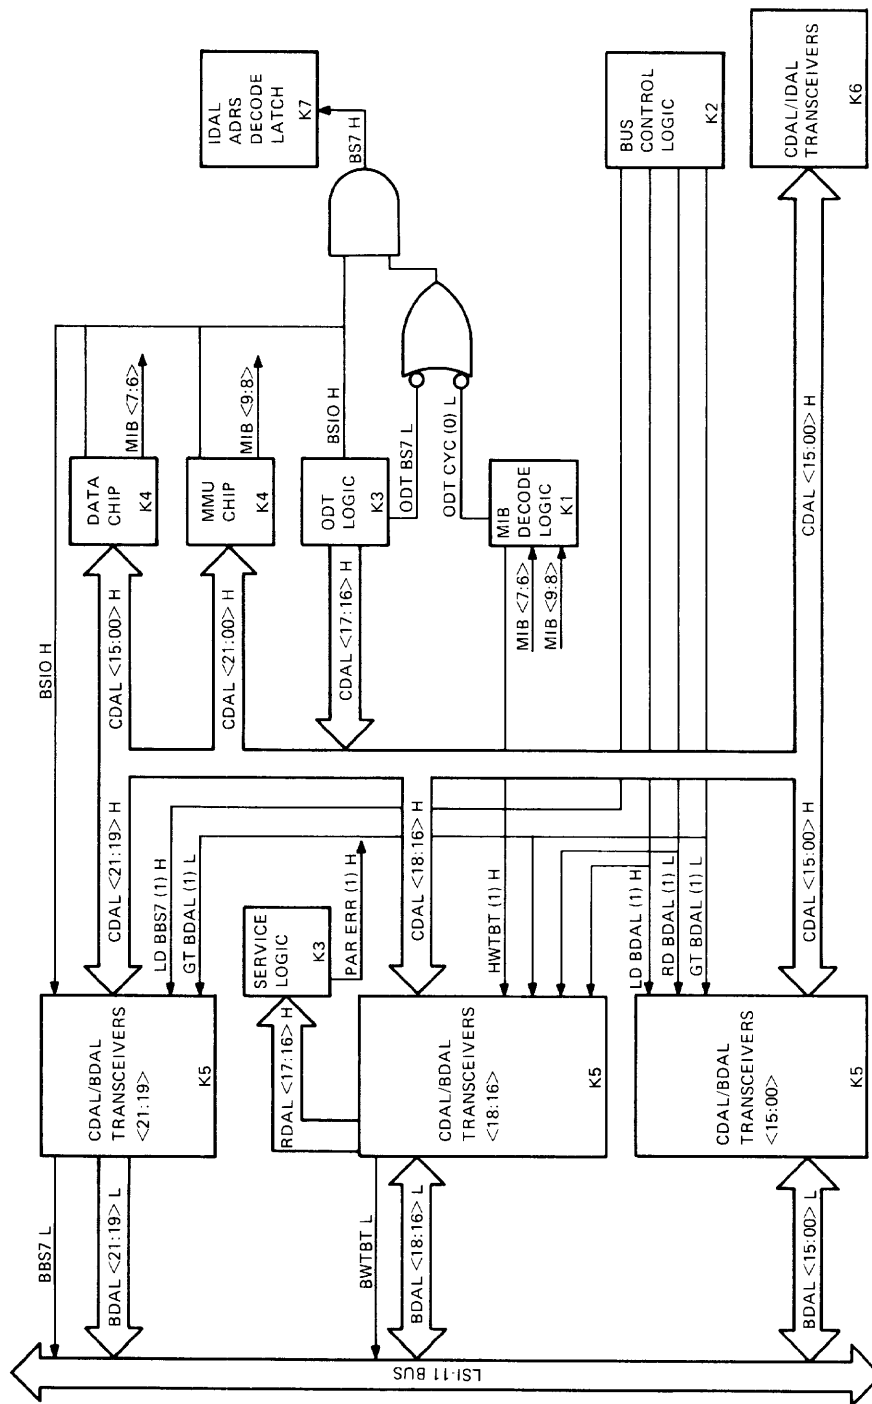 LSI-11 BUS
BBS7 L
BDAL <21:19> L
BWTBT L
BDAL <18:16> L
BDAL <15:00> L
CDAL/BDAL
TRANSCEIVERS
<21:19>
K5
RDAL <17:16> H
CDAL/BDAL
TRANSCEIVERS
<18:16>
K5
CDAL/BDAL
TRANSCEIVERS
<15:00>
K5
BSIO H
CDAL <21:19> H
LD BBS7 (1) H
GT BDAL (1) L
SERVICE
LOGIC
K3
PAR ERR (1) H
CDAL <18:16> H
HWTBT (1) H
LD BDAL (1) H
RD BDAL (1) L
GT BDAL (1) L
CDAL <15:00> H
CDAL <15:00> H
CDAL <21:00> H
CDAL <17:16> H
MIB <7:6>
MIB <9:8>
DATA
CHIP
K4
MMU
CHIP
K4
ODT
LOGIC
K3
MIB
DECODE
LOGIC
K1
MIB <7:6>
MIB <9:8>
BSIO H
ODT BS7 L
ODT CYC (0) L
CDAL <15:00> H
BS7 H
IDAL
ADRS
DECODE
LATCH
K7
BUS
CONTROL
LOGIC
K2
CDAL/IDAL
TRANSCEIVERS
K6